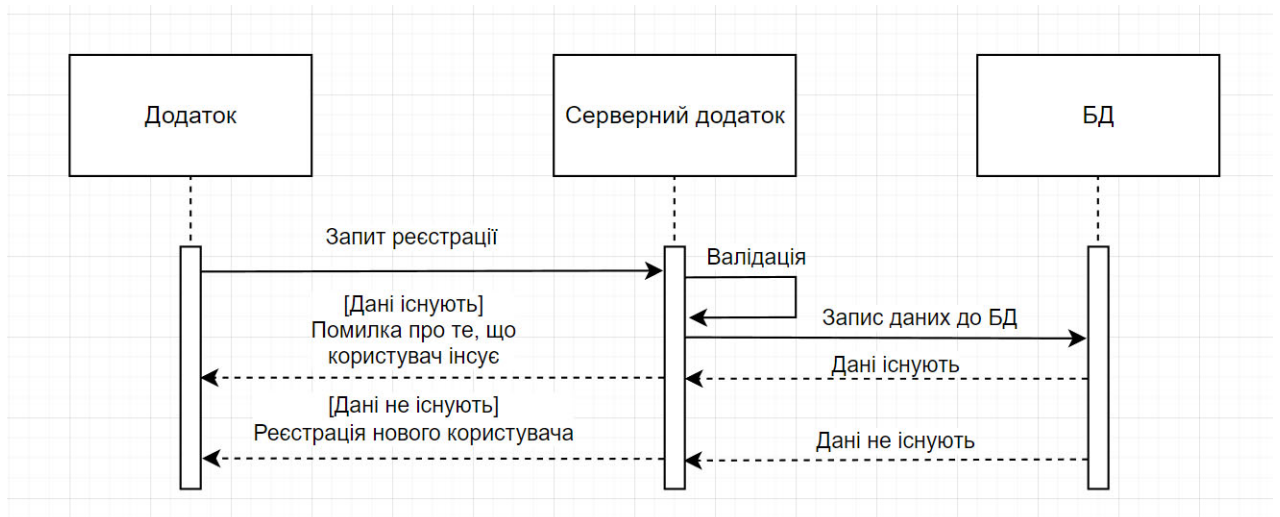 Додаток
Серверний додаток
БД
Запит реєстрації
Валідація
[Дані існують]
Помилка про те, що
користувач інсує
Запис даних до БД
Дані існують
[Дані не існують]
Реєстрація нового користувача
Дані не існують